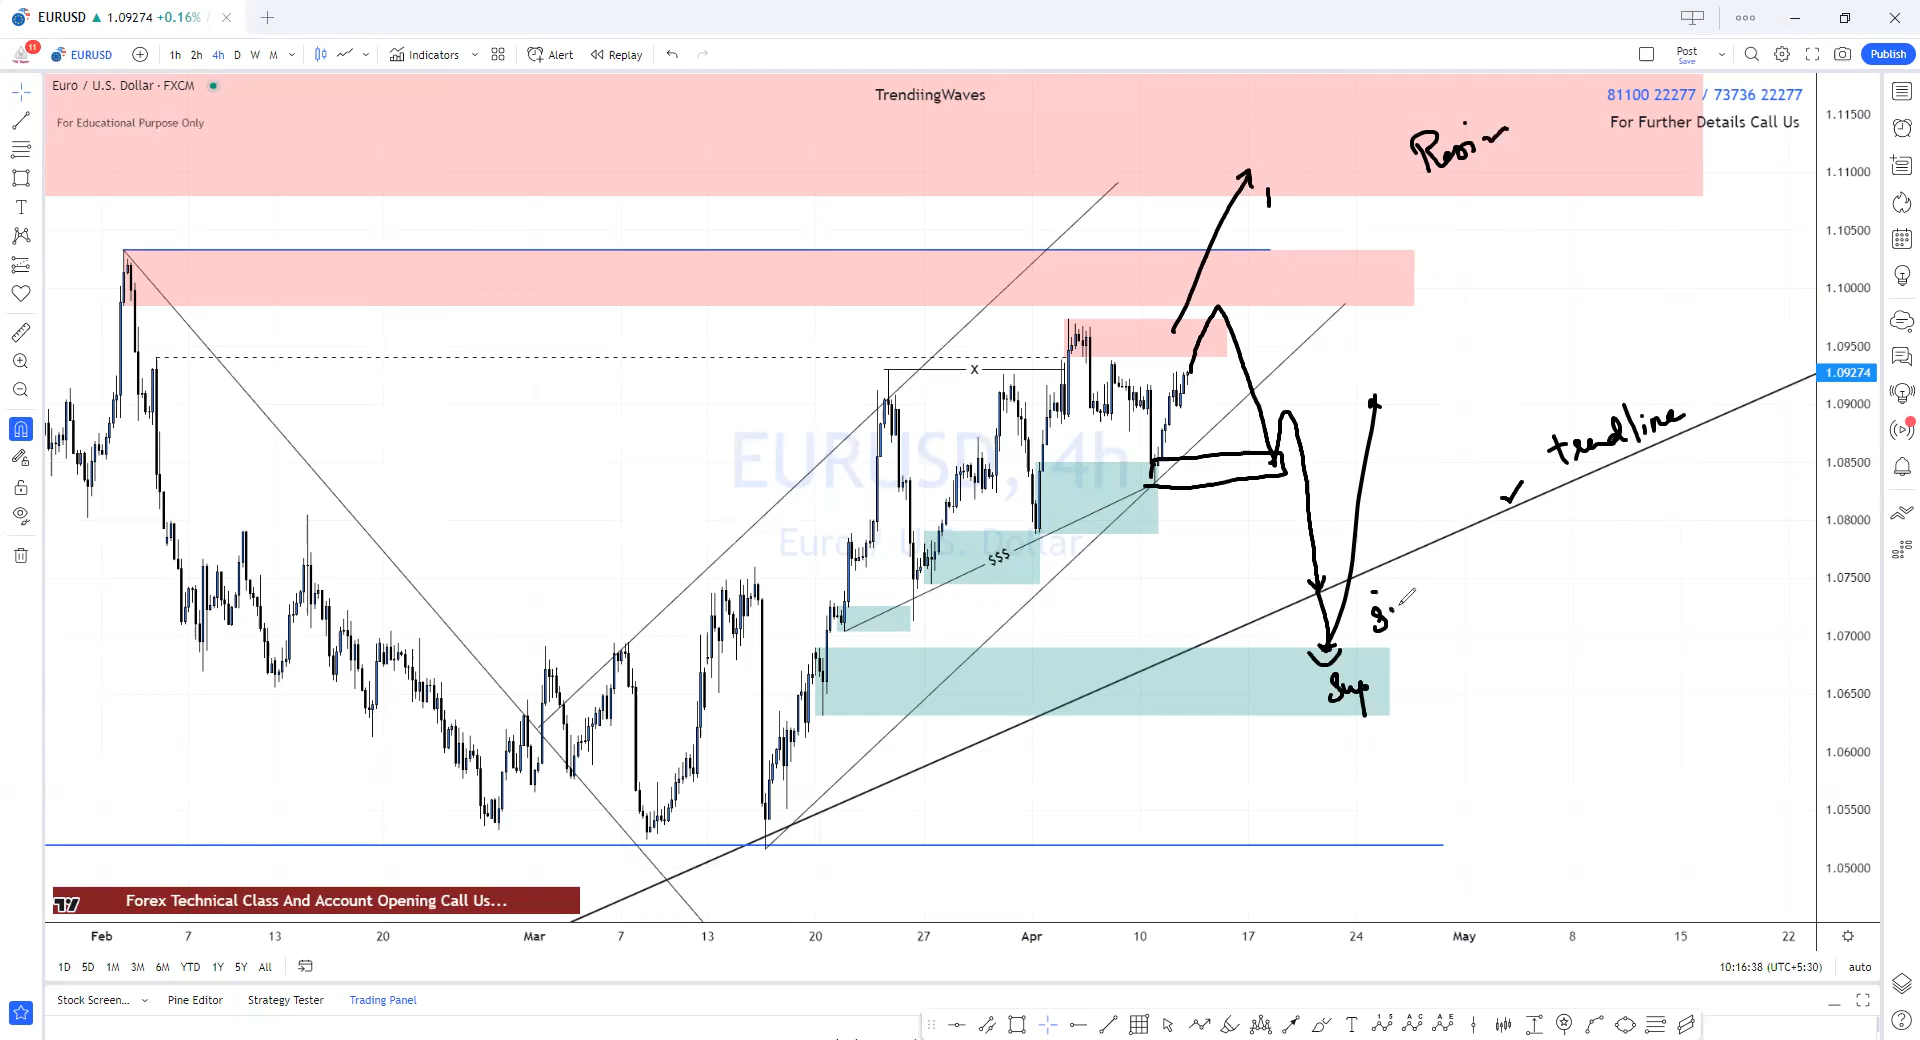 EURUSD ▲ 1.09274 +0.16% /
11 EURUSD 1h 2h 4h D W M Indicators Alert Replay Post Save Publish
Euro / U.S. Dollar · FXCM
TrendiingWaves
81100 22277 / 73736 22277
For Educational Purpose Only
For Further Details Call Us
1.11500
1.11000
1.10500
1.10000
1.09500
1.09274
1.09000
1.08500
1.08000
1.07500
1.07000
1.06500
1.06000
1.05500
1.05000
X
trendline
EURUSD, 4h
Euro / U.S. Dollar
$$$
Sup
Forex Technical Class And Account Opening Call Us...
Feb 7 13 20 Mar 7 13 20 27 Apr 10 17 24 May 8 15 22
1D 5D 1M 3M 6M YTD 1Y 5Y All 10:16:38 (UTC+5:30) auto
Stock Screen... Pine Editor Strategy Tester Trading Panel